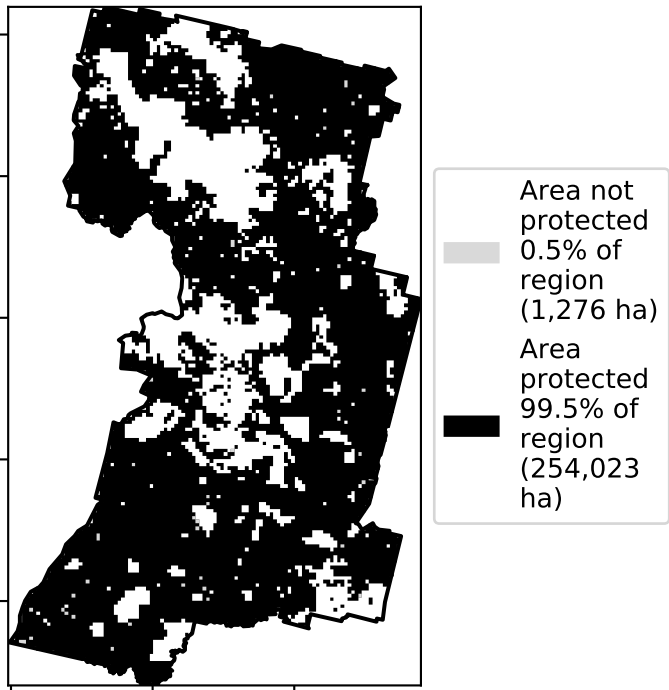 Area not
protected
0.5% of
region
(1,276 ha)
Area
protected
99.5% of
region
(254,023
ha)